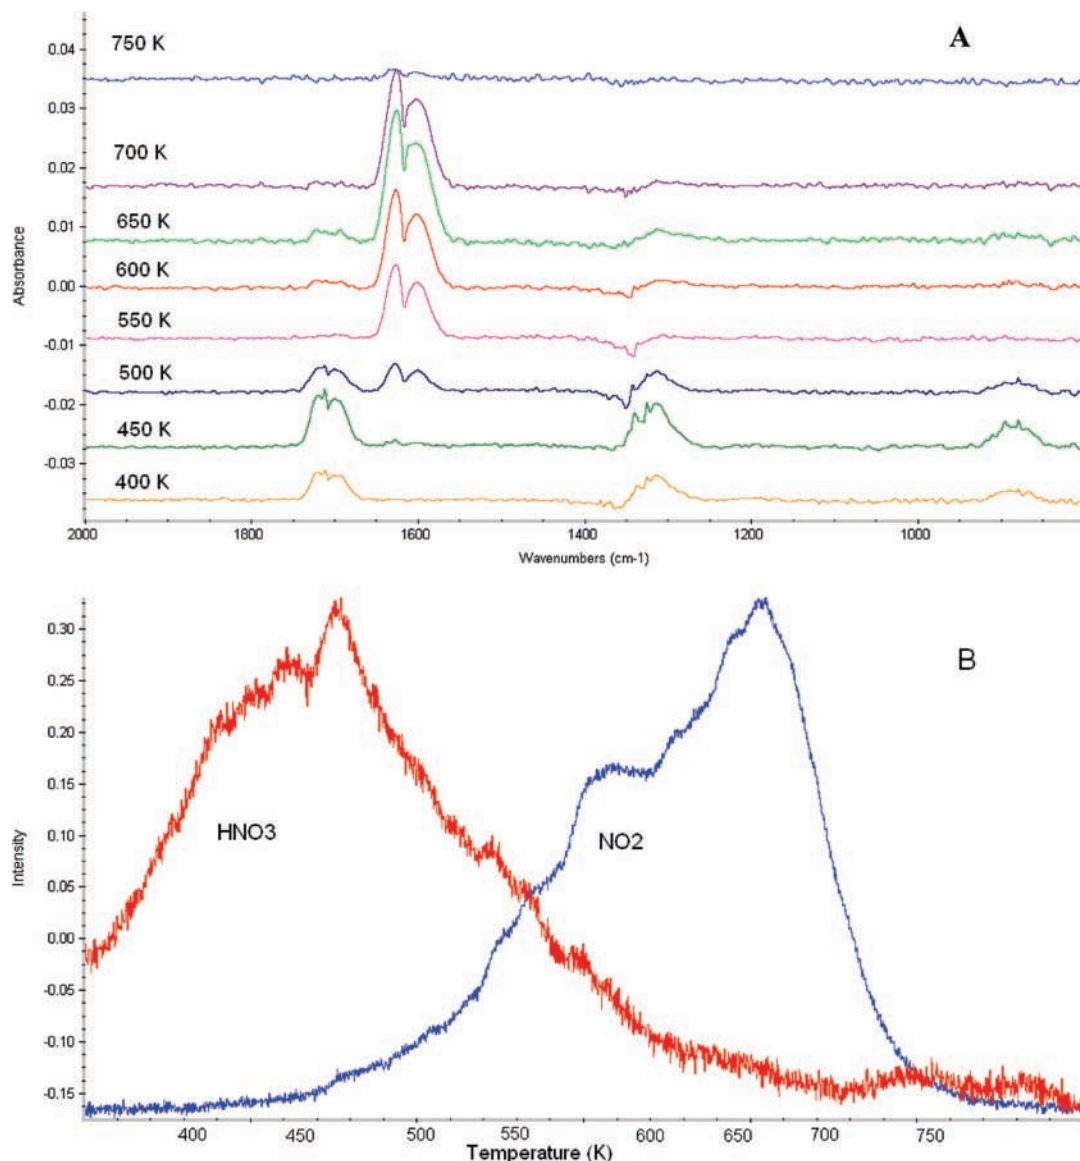 A
750 K
0.04
0.03
700 K
0.02
650 K
0.01
600 K
0.00
550 K
-0.01
500 K
-0.02
450 K
-0.03
400 K
Absorbance
2000 1800 1600 1400 1200 1000
Wavenumbers (cm-1)
B
0.30
0.25
0.20
0.15
0.10
0.05
0.00
-0.05
-0.10
-0.15
Intensity
HNO3
NO2
400 450 500 550 600 650 700 750
Temperature (K)